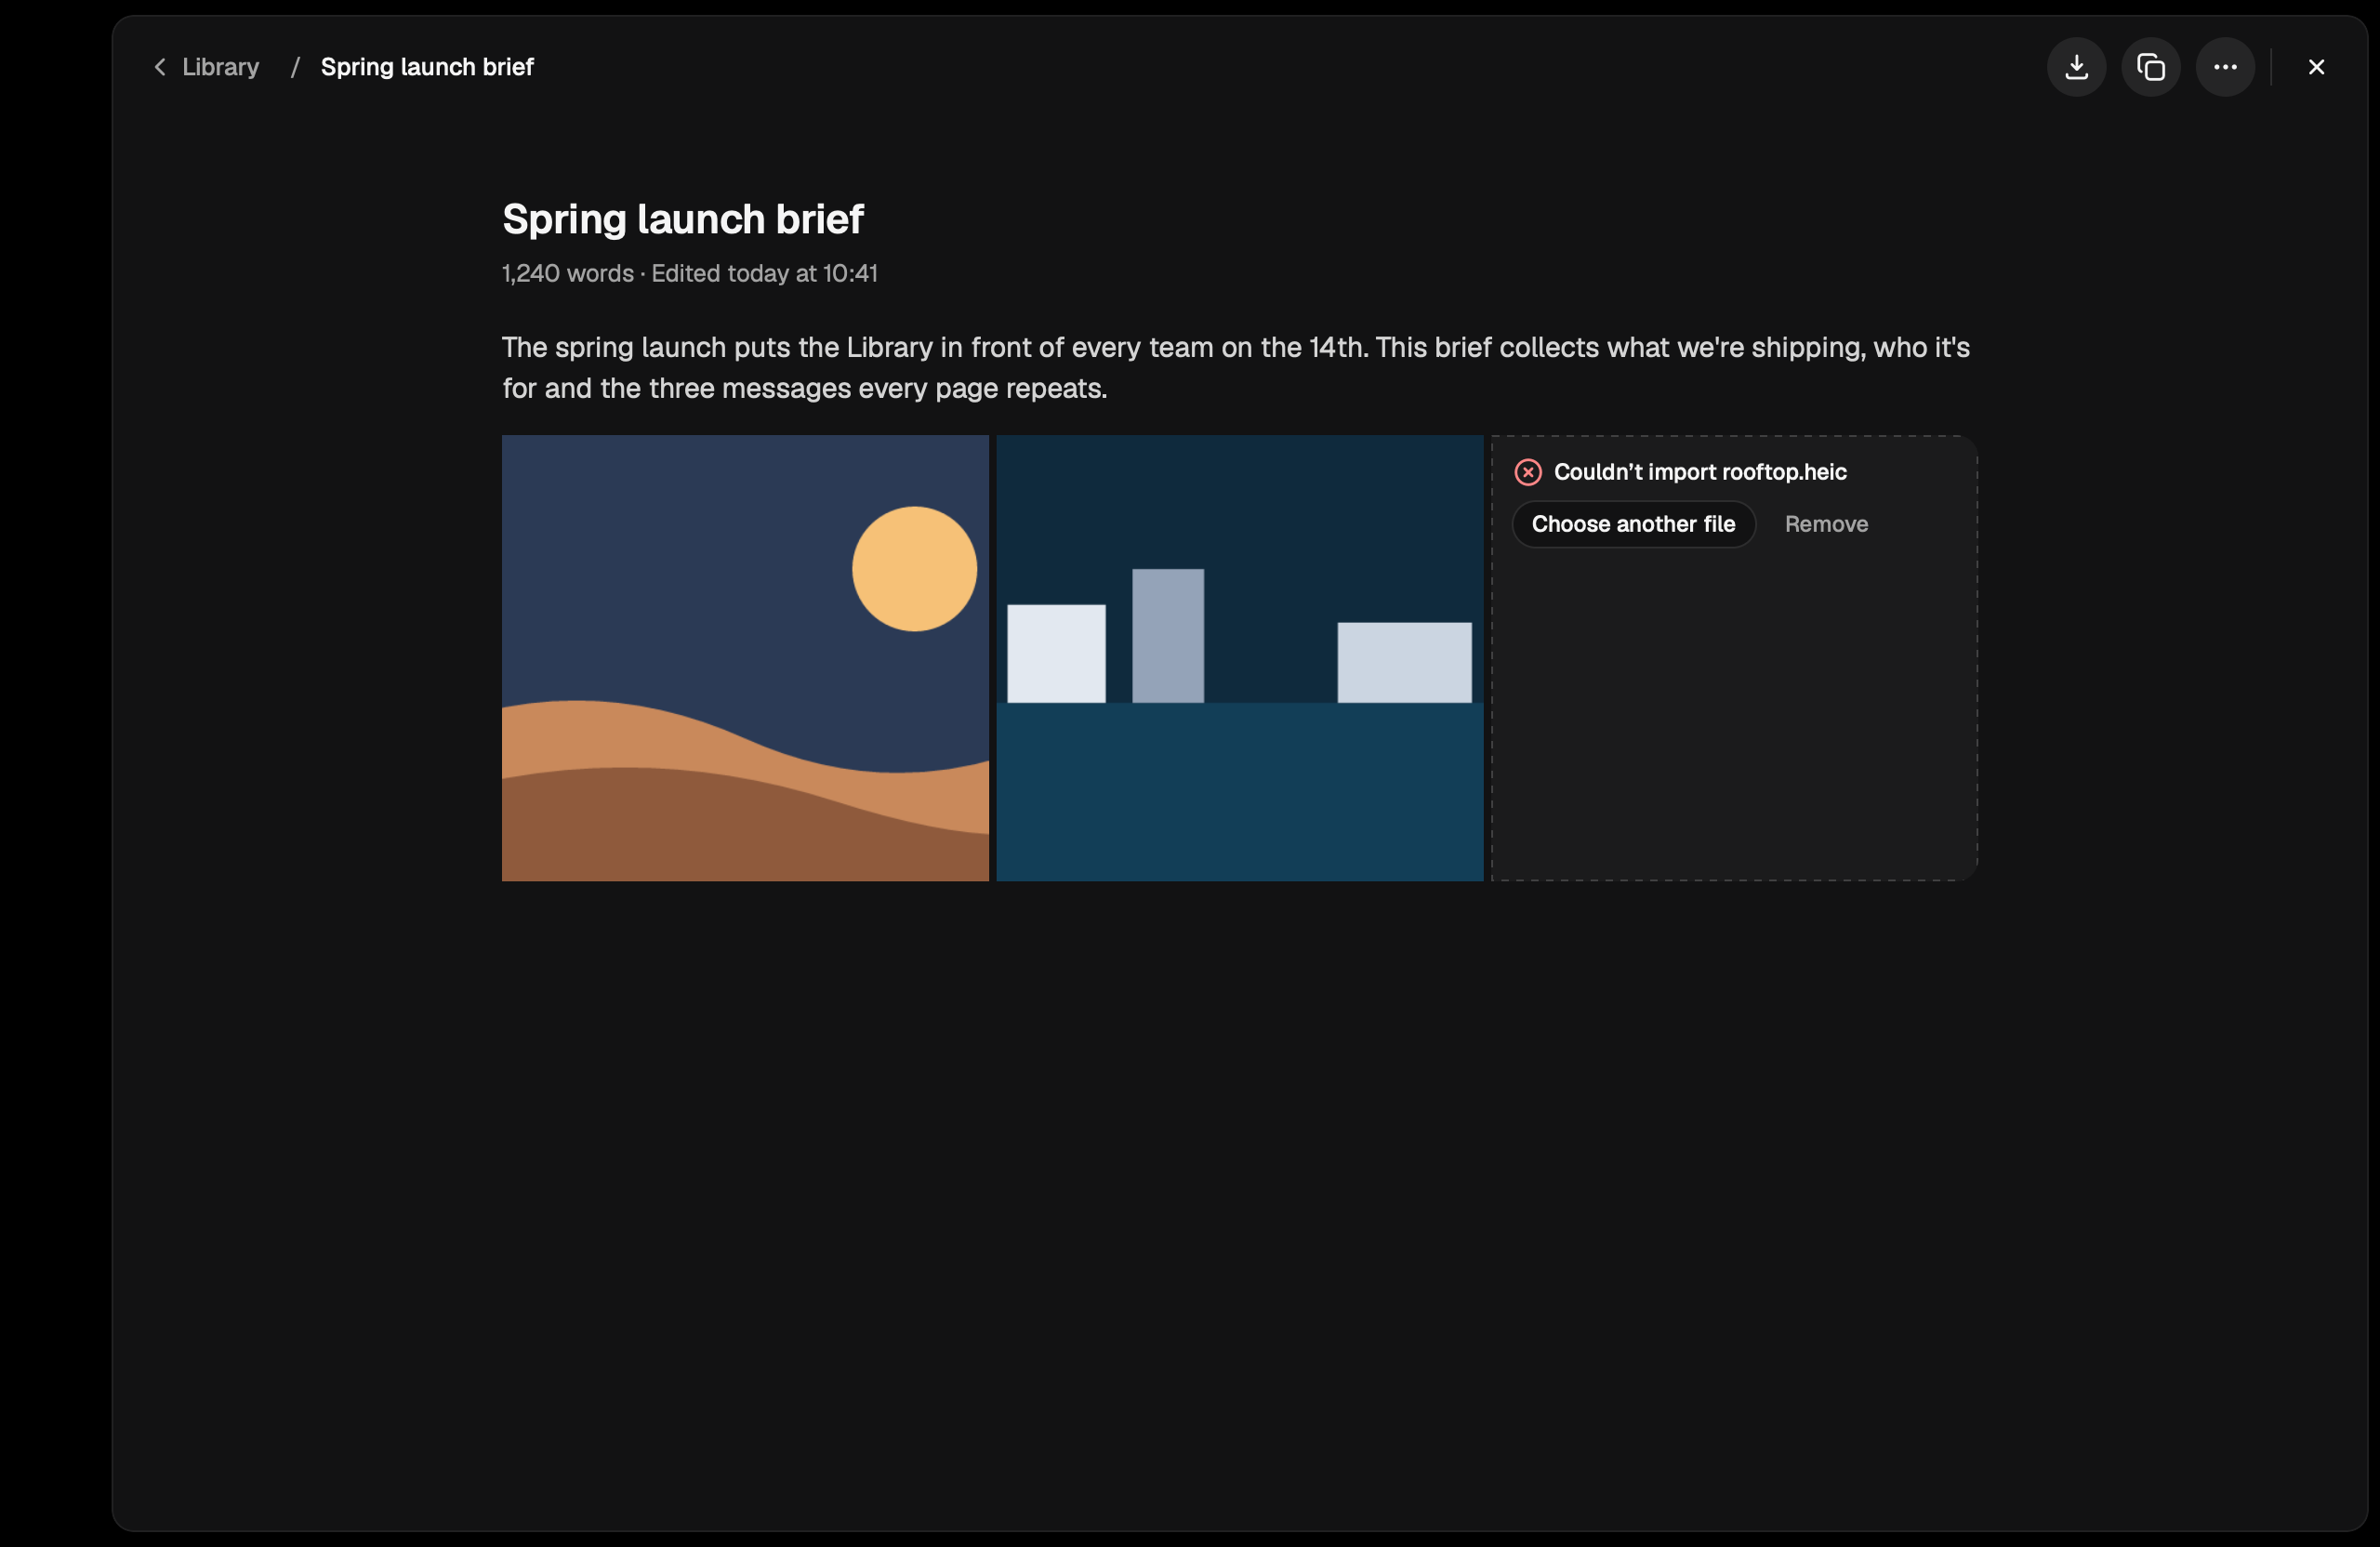 Library / Spring launch brief
Spring launch brief
1,240 words · Edited today at 10:41
The spring launch puts the Library in front of every team on the 14th. This brief collects what we're shipping, who it's
for and the three messages every page repeats.
Couldn’t import rooftop.heic
Choose another file Remove